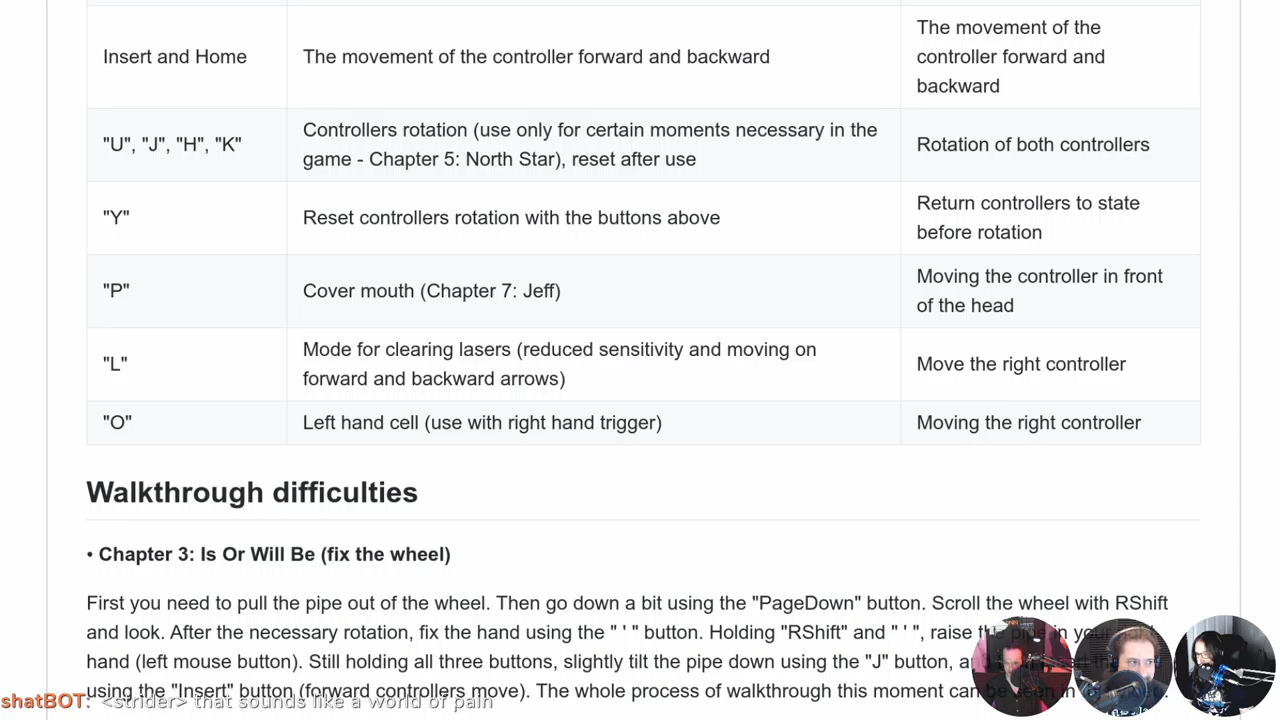 The movement of the
Insert and Home
The movement of the controller forward and backward
controller forward and
backward
"U", "J", "H", "K"
Controllers rotation (use only for certain moments necessary in the
game - Chapter 5: North Star), reset after use
Rotation of both controllers
"Y"
Reset controllers rotation with the buttons above
Return controllers to state
before rotation
"P"
Cover mouth (Chapter 7: Jeff)
Moving the controller in front
of the head
"L"
Mode for clearing lasers (reduced sensitivity and moving on
forward and backward arrows)
Move the right controller
"O"
Left hand cell (use with right hand trigger)
Moving the right controller
Walkthrough difficulties
• Chapter 3: Is Or Will Be (fix the wheel)
First you need to pull the pipe out of the wheel. Then go down a bit using the "PageDown" button. Scroll the wheel with RShift
and look. After the necessary rotation, fix the hand using the " ' " button. Holding "RShift" and " ' ", raise the pipe in
hand (left mouse button). Still holding all three buttons, slightly tilt the pipe down using the "J" button,
using the "Insert" button (forward controllers move). The whole process of walkthrough this moment can be seen in
shatBOT: <strider> that sounds like a world of pain